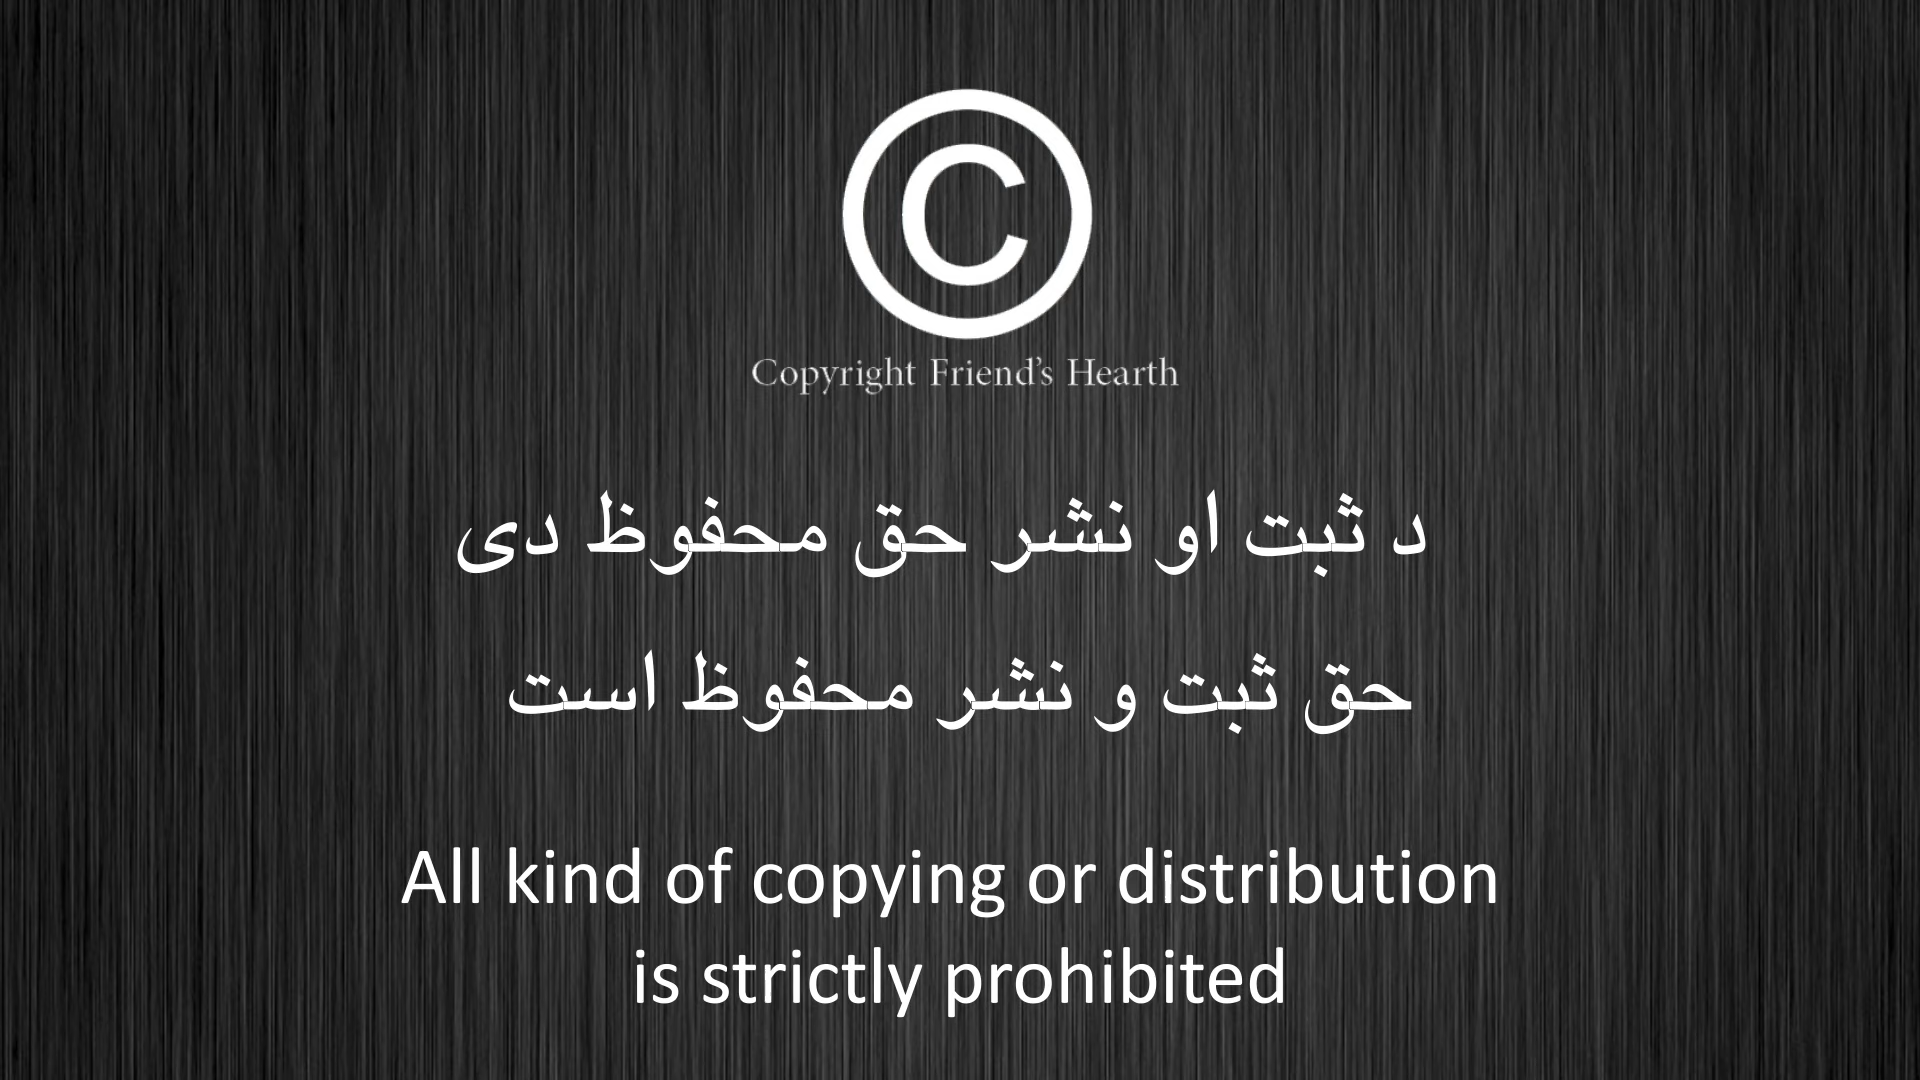 ©
Copyright Friend's Hearth
د ثبت او نشر حق محفوظ دی
حق ثبت و نشر محفوظ است
All kind of copying or distribution
is strictly prohibited